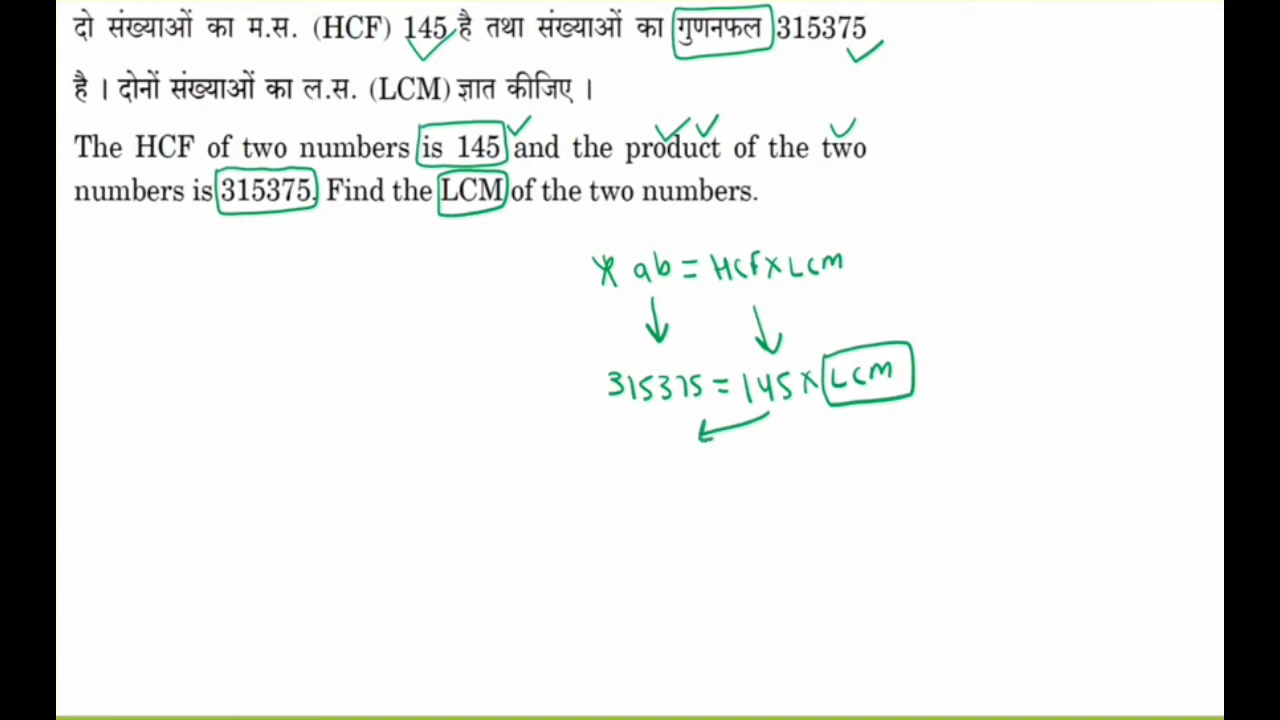 दो संख्याओं का म.स. (HCF) 145 है तथा संख्याओं का गुणनफल 315375
है । दोनों संख्याओं का ल.स. (LCM) ज्ञात कीजिए ।
The HCF of two numbers is 145 and the product of the two
numbers is 315375. Find the LCM of the two numbers.
* ab = HCF × LCM
315375 = 145 × LCM